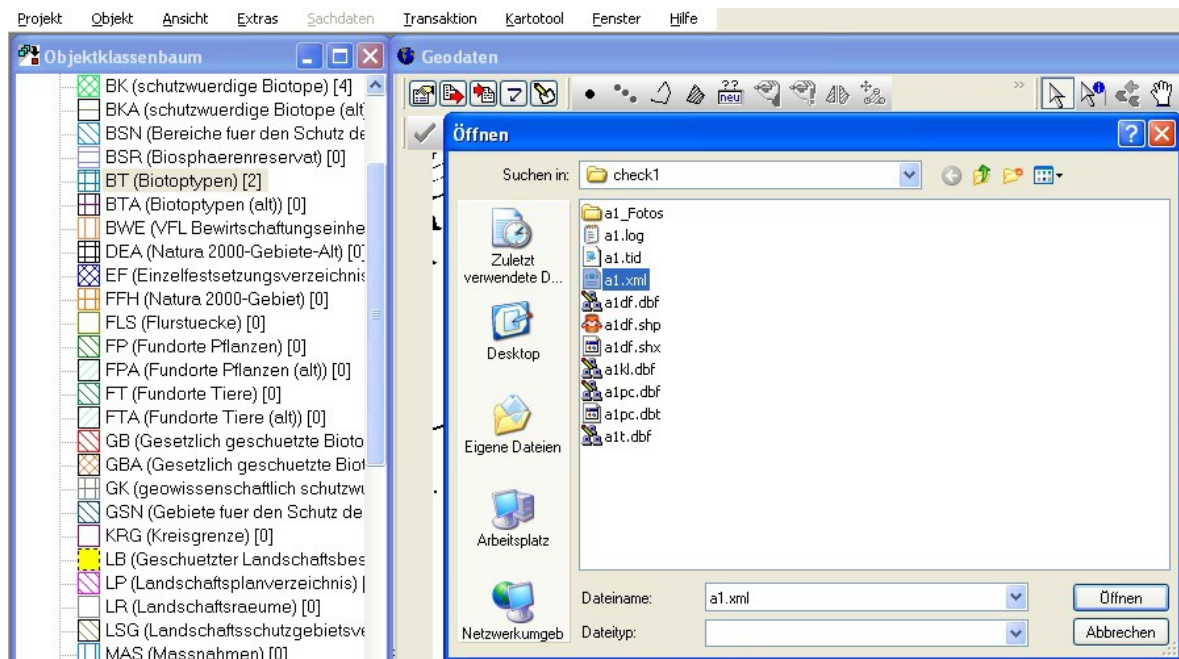 Projekt Objekt Ansicht Extras Sachdaten Transaktion Kartotool Fenster Hilfe
Objektklassenbaum
BK (schutzwuerdige Biotope) [4]
BKA (schutzwuerdige Biotope (alt
BSN (Bereiche fuer den Schutz de
BSR (Biosphaerenreservat) [0]
BT (Biotoptypen) [2]
BTA (Biotoptypen (alt)) [0]
BWE (VFL Bewirtschaftungseinhe
DEA (Natura 2000-Gebiete-Alt) [0]
EF (Einzelfestsetzungsverzeichnis
FFH (Natura 2000-Gebiet) [0]
FLS (Flurstuecke) [0]
FP (Fundorte Pflanzen) [0]
FPA (Fundorte Pflanzen (alt)) [0]
FT (Fundorte Tiere) [0]
FTA (Fundorte Tiere (alt)) [0]
GB (Gesetzlich geschuetzte Bioto
GBA (Gesetzlich geschuetzte Biot
GK (geowissenschaftlich schutzwu
GSN (Gebiete fuer den Schutz de
KRG (Kreisgrenze) [0]
LB (Geschuetzter Landschaftsbes
LP (Landschaftsplanverzeichnis) [
LR (Landschaftsraeume) [0]
LSG (Landschaftsschutzgebietsve
MAS (Massnahmen) [0]
Geodaten
22
neu
Öffnen
Suchen in: check1
Zuletzt
verwendete D...
Desktop
Eigene Dateien
Arbeitsplatz
Netzwerkumgeb
a1_Fotos
a1.log
a1.tid
a1.xml
a1df.dbf
a1df.shp
a1df.shx
a1kl.dbf
a1pc.dbf
a1pc.dbt
a1t.dbf
Dateiname: a1.xml Öffnen
Dateityp: Abbrechen